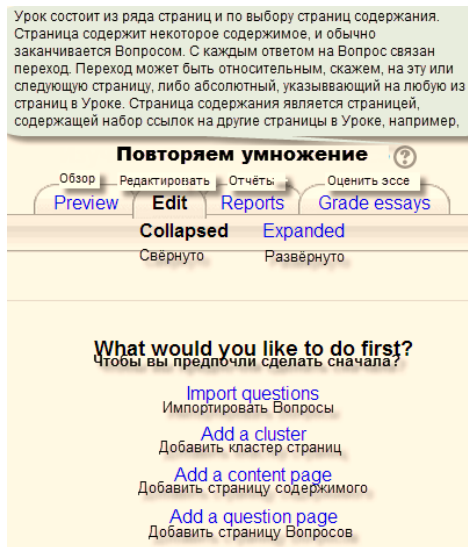 Урок состоит из ряда страниц и по выбору страниц содержания.
Страница содержит некоторое содержимое, и обычно
заканчивается Вопросом. С каждым ответом на Вопрос связан
переход. Переход может быть относительным, скажем, на эту или
следующую страницу, либо абсолютный, указыввающий на любую из
страниц в Уроке. Страница содержания является страницей,
содержащей набор ссылок на другие страницы в Уроке, например,
Повторяем умножение ?
Обзор Редактировать Отчёты Оценить эссе
Preview Edit Reports Grade essays
Collapsed Expanded
Свёрнуто Развёрнуто
What would you like to do first?
Чтобы вы предпочли сделать сначала?
Import questions
Импортировать Вопросы
Add a cluster
Добавить кластер страниц
Add a content page
Добавить страницу содержимого
Add a question page
Добавить страницу Вопросов